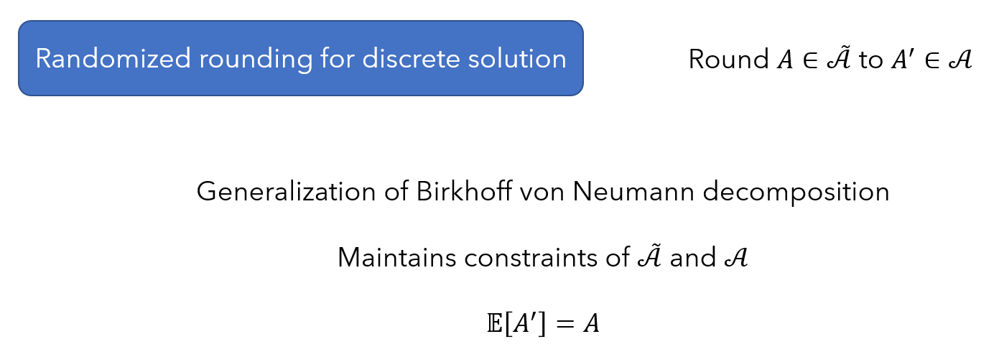 Randomized rounding for discrete solution
Round 𝐴 ∈ 𝒜̃ to 𝐴′ ∈ 𝒜
Generalization of Birkhoff von Neumann decomposition
Maintains constraints of 𝒜̃ and 𝒜
𝔼[𝐴′] = 𝐴